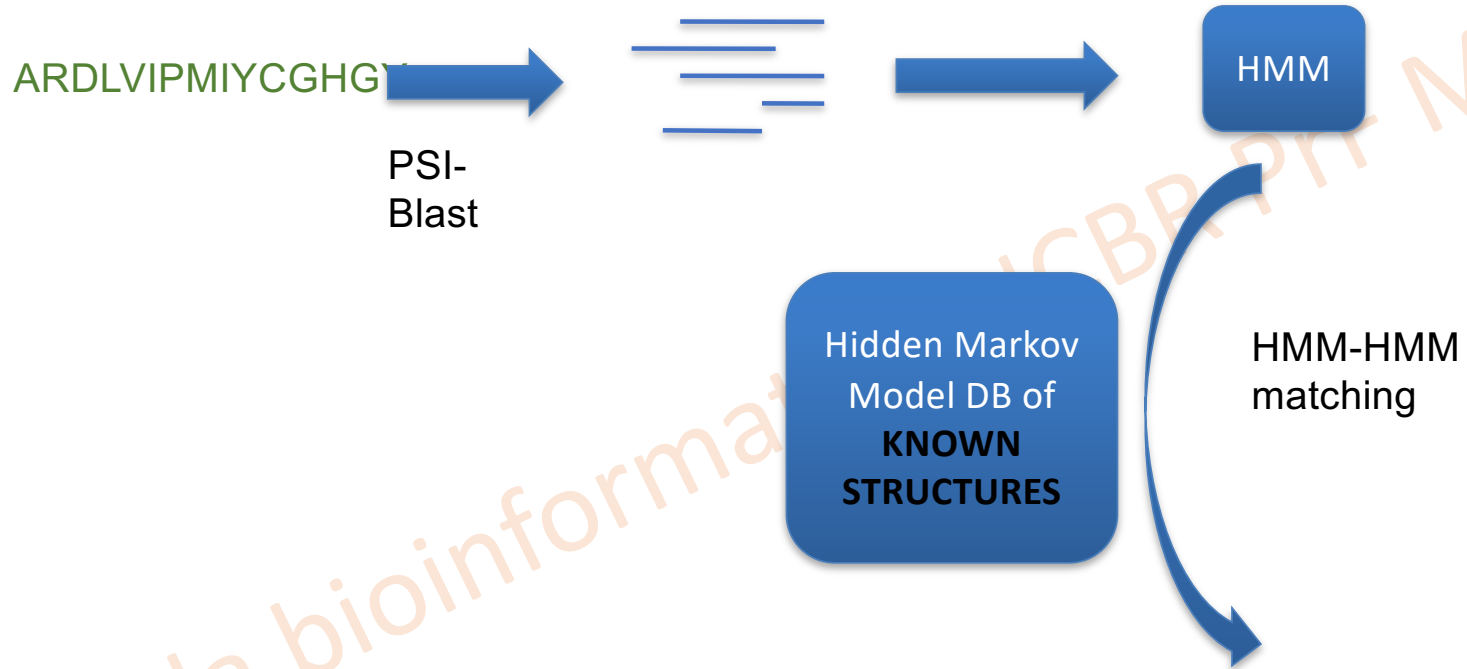 ARDLVIPMIYCGHGY
HMM
PSI-
Blast
Hidden Markov
Model DB of
KNOWN
STRUCTURES
HMM-HMM
matching